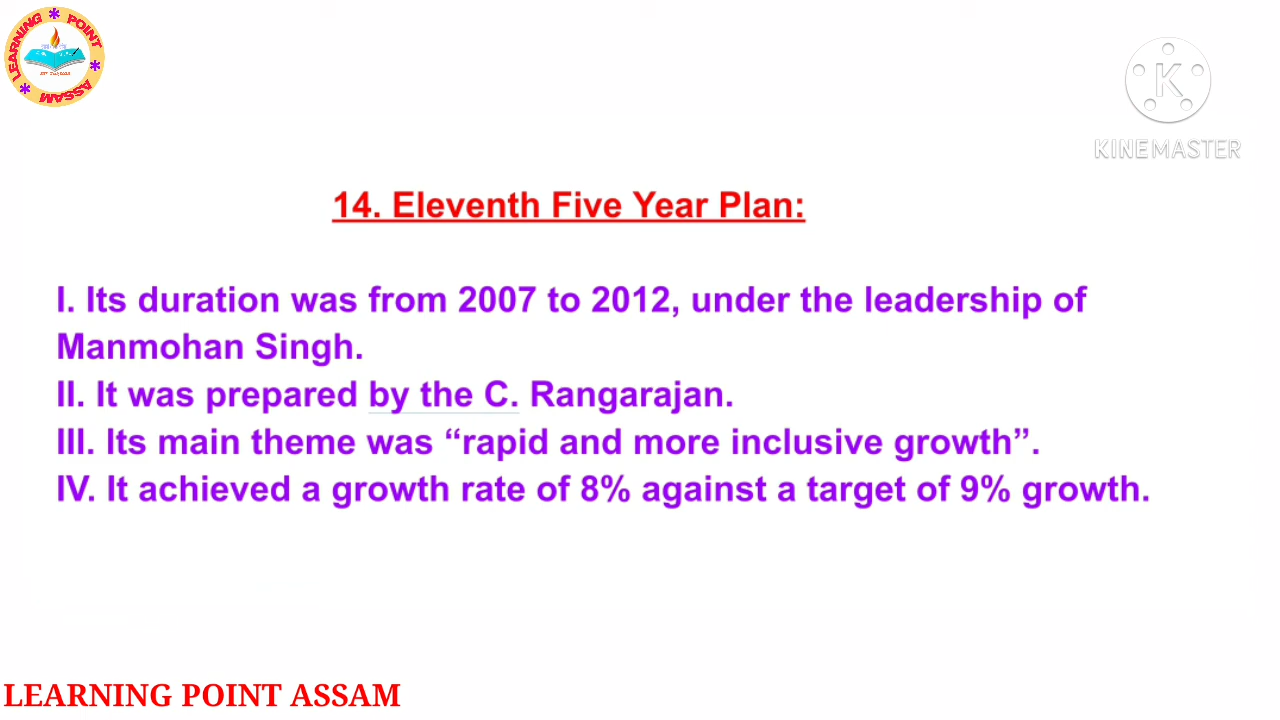 LEARNING POINT ASSAM
K
KINEMASTER
14. Eleventh Five Year Plan:
I. Its duration was from 2007 to 2012, under the leadership of
Manmohan Singh.
II. It was prepared by the C. Rangarajan.
III. Its main theme was “rapid and more inclusive growth”.
IV. It achieved a growth rate of 8% against a target of 9% growth.
LEARNING POINT ASSAM